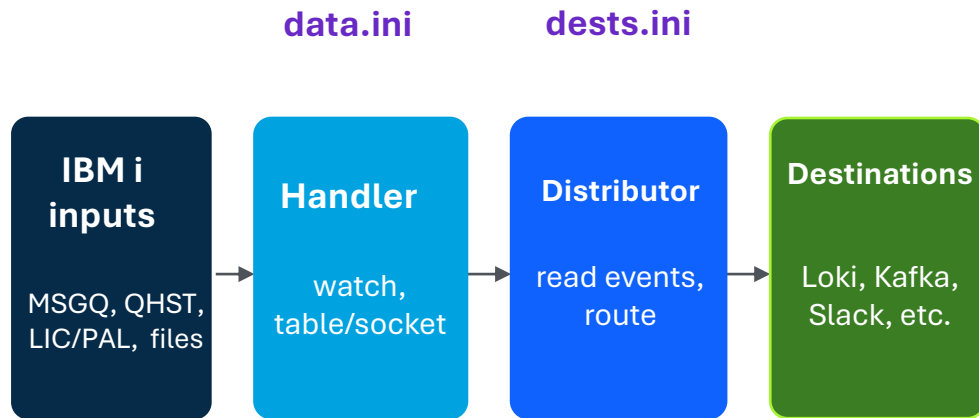 data.ini
dests.ini
IBM i
inputs
MSGQ, QHST,
LIC/PAL, files
Handler
watch,
table/socket
Distributor
read events,
route
Destinations
Loki, Kafka,
Slack, etc.